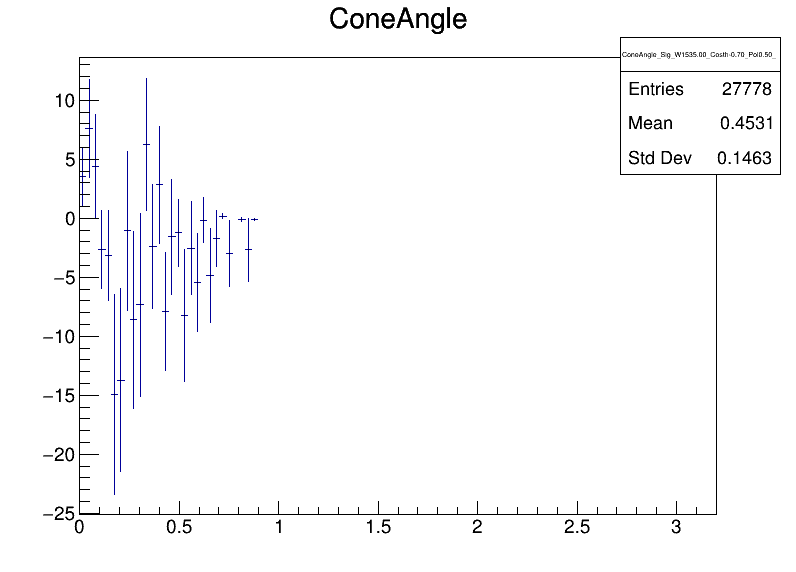 ConeAngle
ConeAngle_Sig_W1535.00_Costh-0.70_Pol0.50_
Entries 27778
Mean 0.4531
Std Dev 0.1463
10
5
0
−5
−10
−15
−20
−25
0 0.5 1 1.5 2 2.5 3